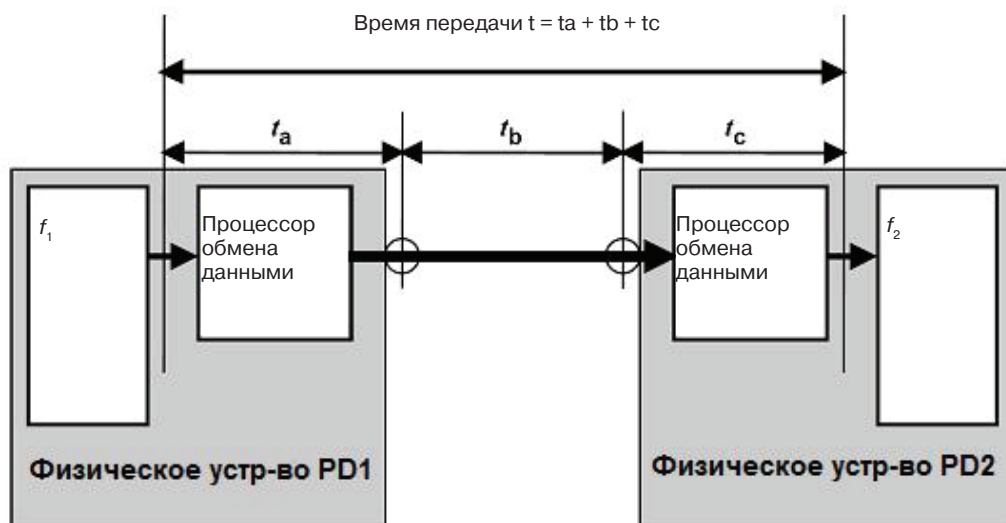 Время передачи t = ta + tb + tc
ta
tb
tc
f1
Процессор
обмена
данными
Процессор
обмена
данными
f2
Физическое устр-во PD1
Физическое устр-во PD2